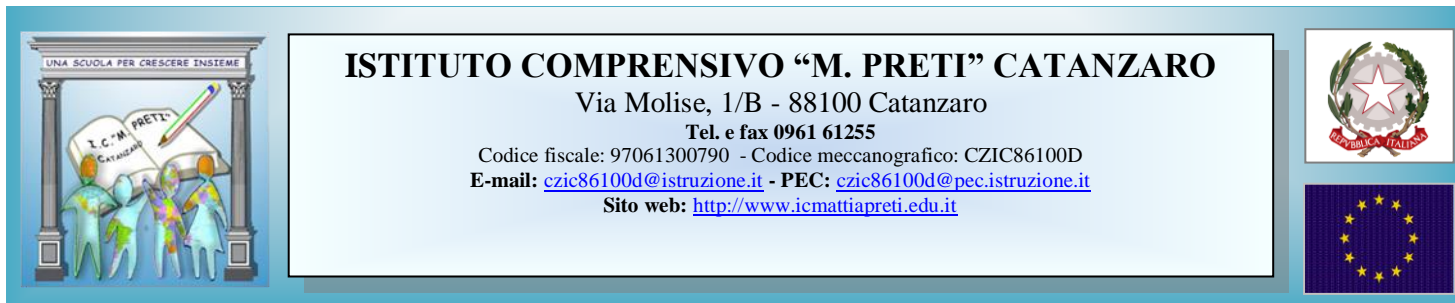 UNA SCUOLA PER CRESCERE INSIEME
I.C. "M. PRETI"
CATANZARO
ISTITUTO COMPRENSIVO “M. PRETI” CATANZARO
Via Molise, 1/B - 88100 Catanzaro
Tel. e fax 0961 61255
Codice fiscale: 97061300790 - Codice meccanografico: CZIC86100D
E-mail: czic86100d@istruzione.it - PEC: czic86100d@pec.istruzione.it
Sito web: http://www.icmattiapreti.edu.it
REPVBBLICA ITALIANA